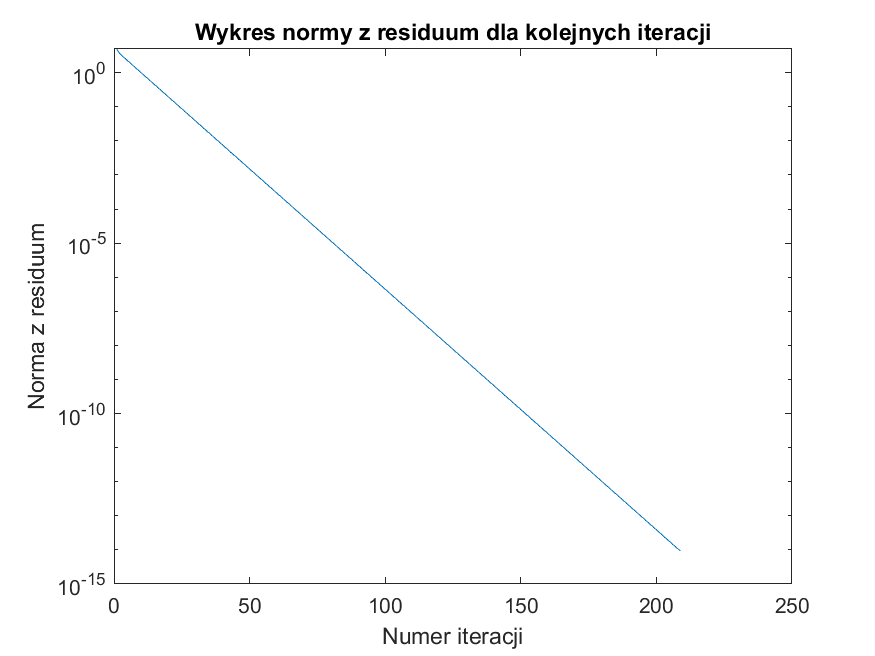 Wykres normy z residuum dla kolejnych iteracji
Norma z residuum
10^0
10^-5
10^-10
10^-15
0 50 100 150 200 250
Numer iteracji